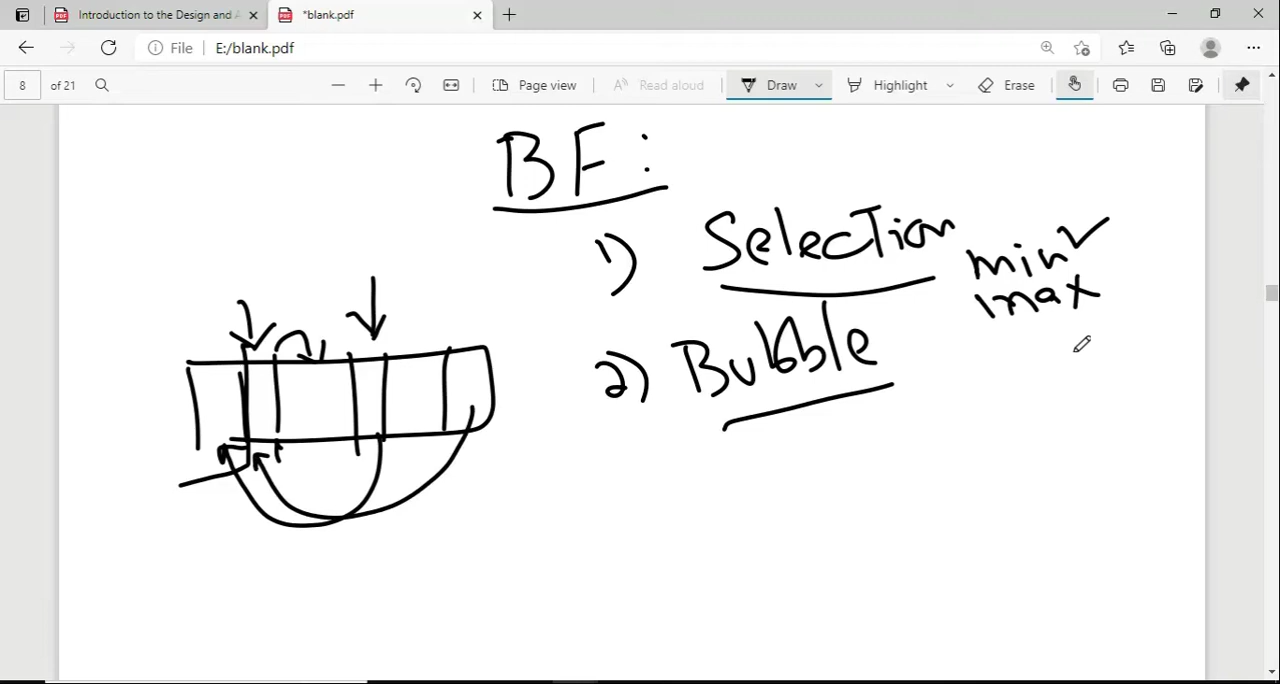 Introduction to the Design and A
*blank.pdf
File E:/blank.pdf
8 of 21
Page view
Read aloud
Draw
Highlight
Erase
BF:
1) Selection
min
max
2) Bubble